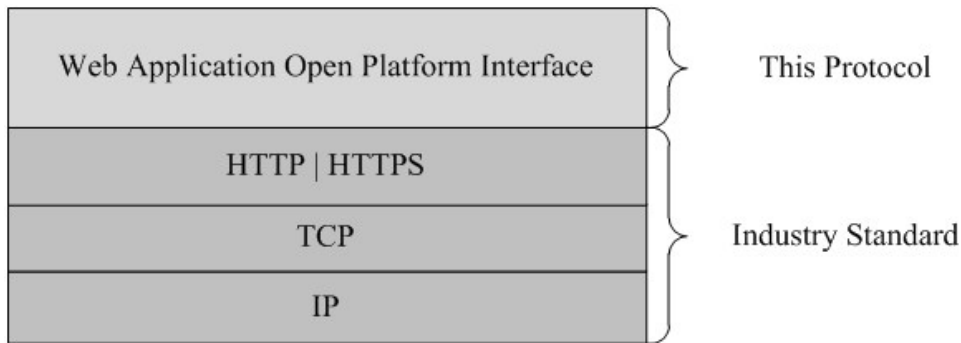 Web Application Open Platform Interface
This Protocol
HTTP | HTTPS
TCP
Industry Standard
IP